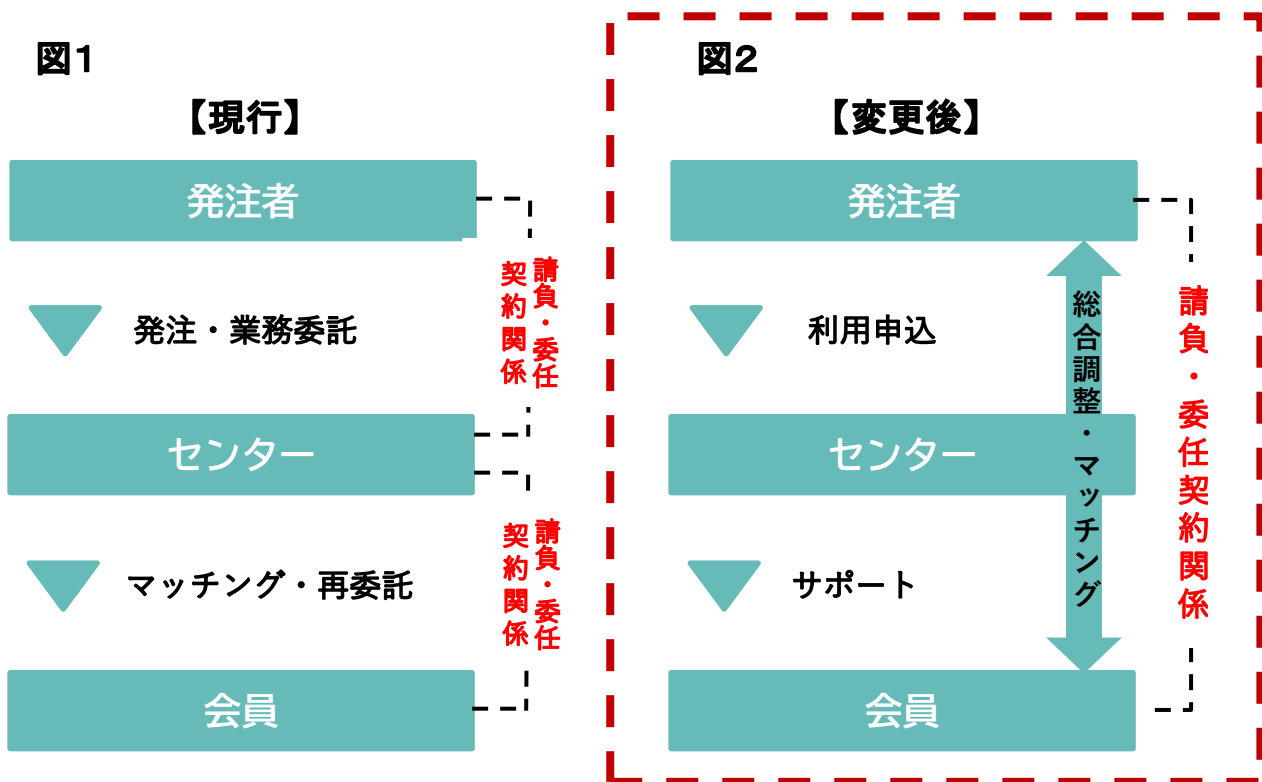 図1
【現行】
発注者
発注・業務委託
請負・委任
契約関係
センター
マッチング・再委託
請負・委任
契約関係
会員
図2
【変更後】
発注者
利用申込
総合調整・マッチング
請負・委任契約関係
センター
サポート
会員